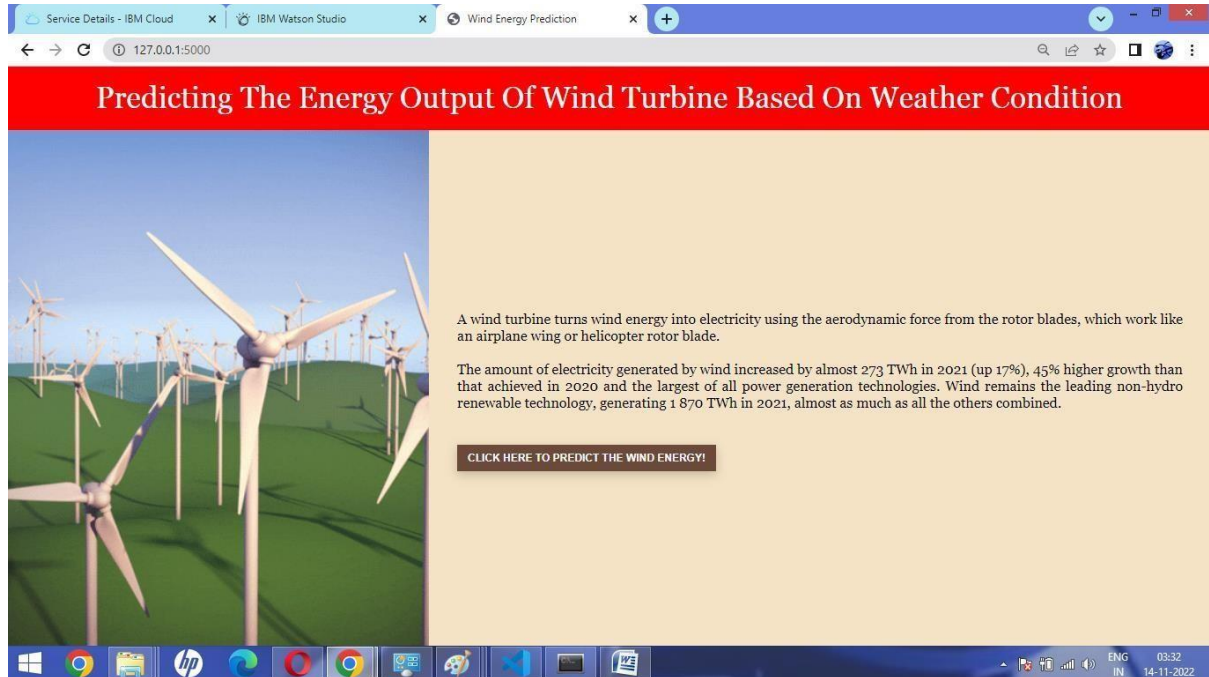 Service Details - IBM Cloud
IBM Watson Studio
Wind Energy Prediction
127.0.0.1:5000
Predicting The Energy Output Of Wind Turbine Based On Weather Condition
A wind turbine turns wind energy into electricity using the aerodynamic force from the rotor blades, which work like
an airplane wing or helicopter rotor blade.
The amount of electricity generated by wind increased by almost 273 TWh in 2021 (up 17%), 45% higher growth than
that achieved in 2020 and the largest of all power generation technologies. Wind remains the leading non-hydro
renewable technology, generating 1 870 TWh in 2021, almost as much as all the others combined.
CLICK HERE TO PREDICT THE WIND ENERGY!
hp
W
ENG 03:32
IN 14-11-2022